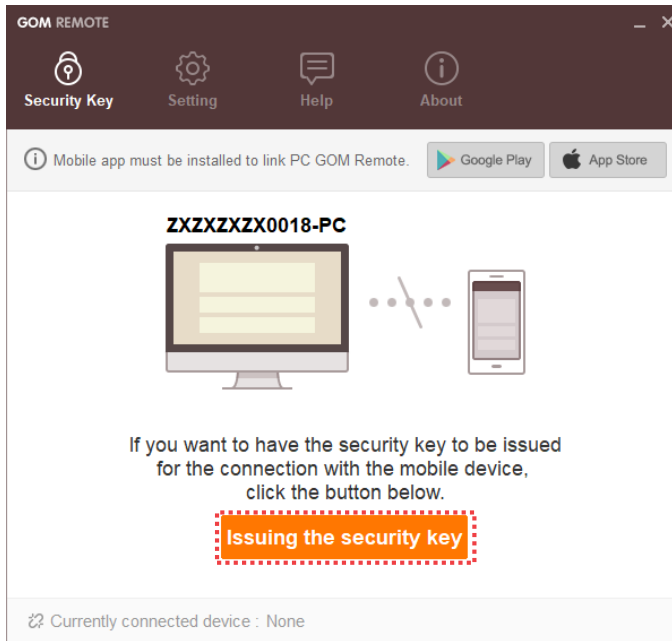 GOM REMOTE
Security Key
Setting
Help
About
Mobile app must be installed to link PC GOM Remote.
Google Play
App Store
ZXZXZXZX0018-PC
If you want to have the security key to be issued
for the connection with the mobile device,
click the button below.
Issuing the security key
Currently connected device : None